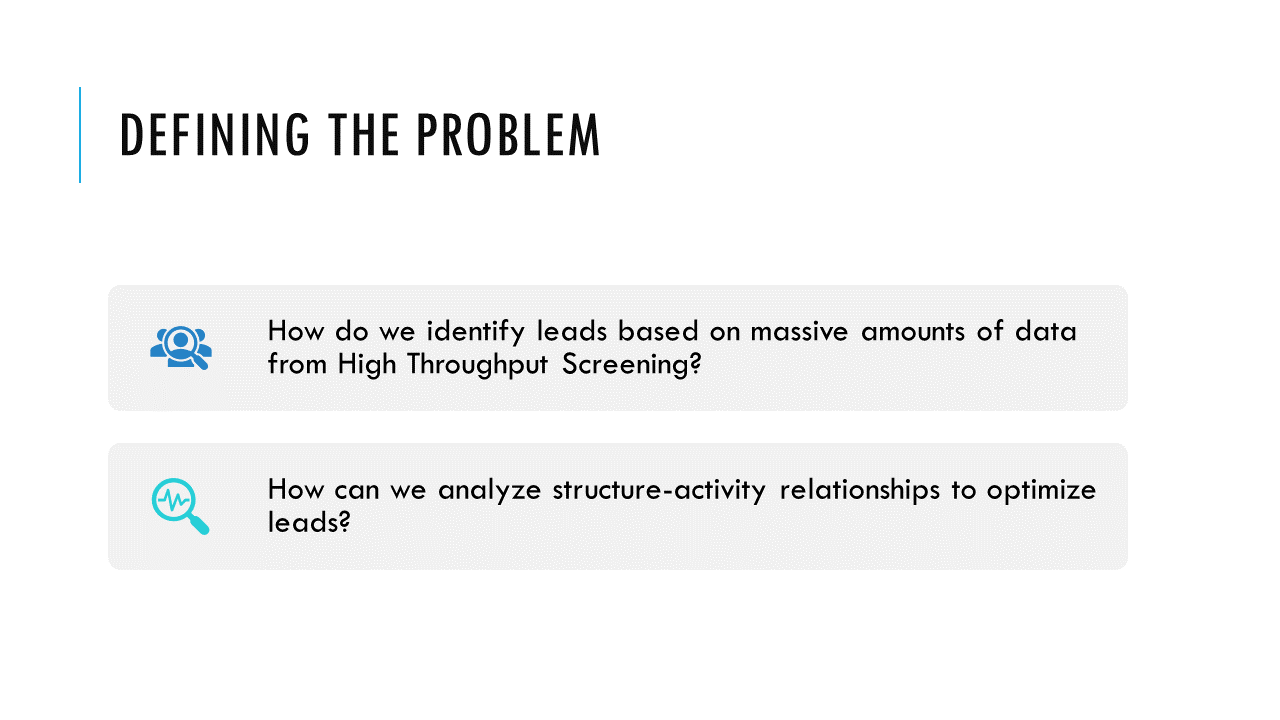 DEFINING THE PROBLEM
How do we identify leads based on massive amounts of data
from High Throughput Screening?
How can we analyze structure-activity relationships to optimize
leads?